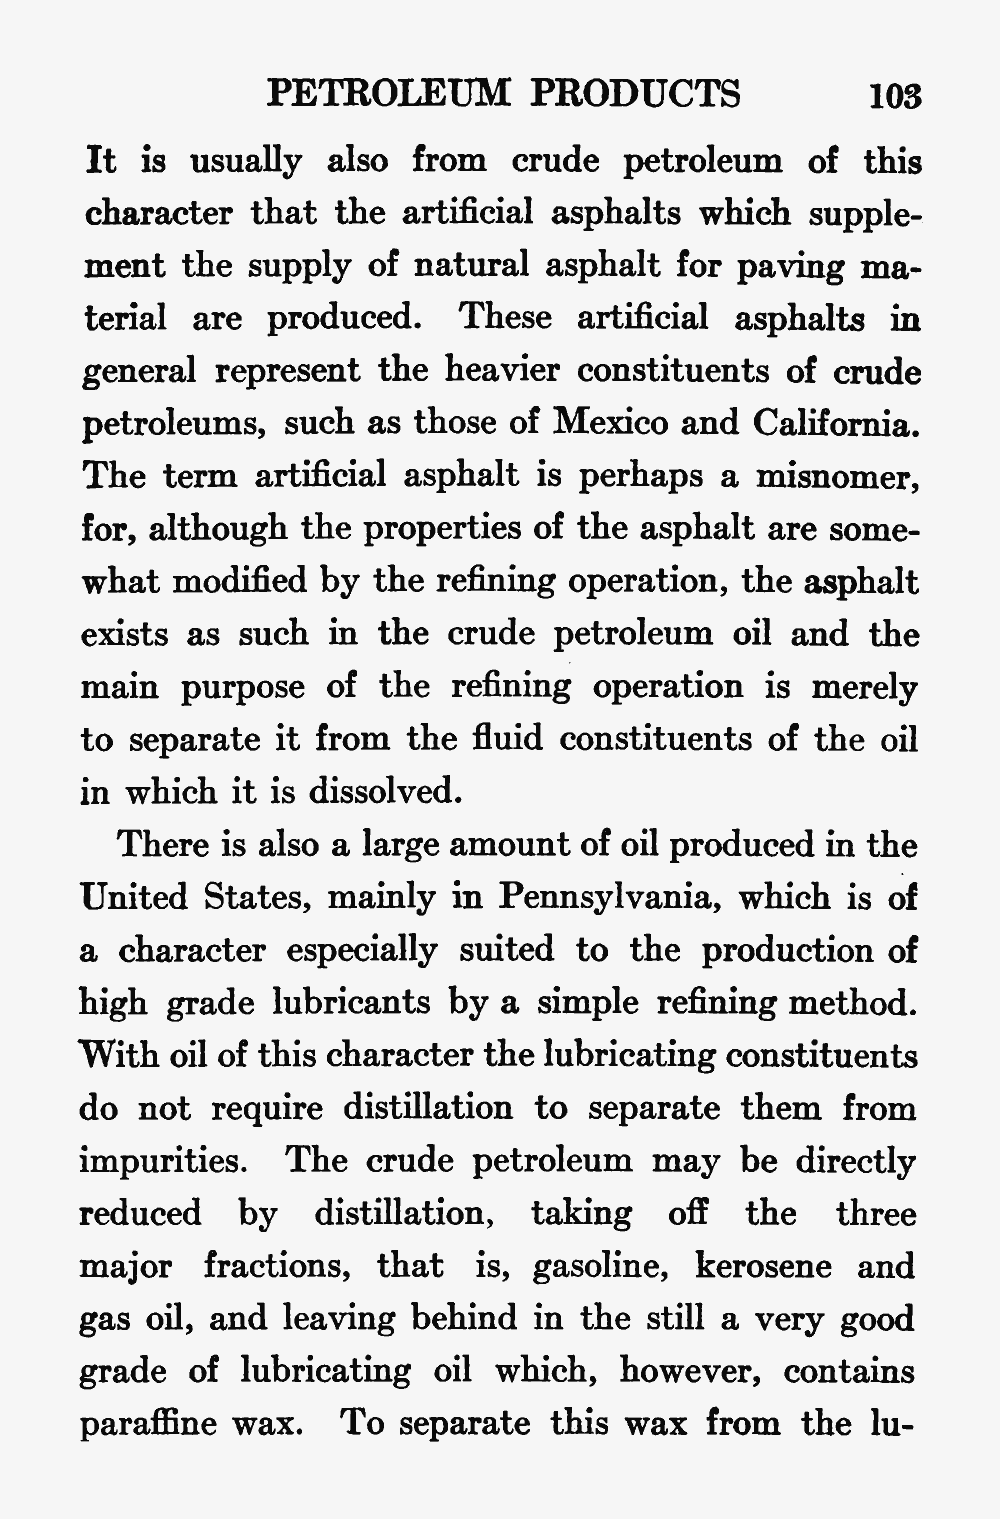 PETROLEUM PRODUCTS 103
It is usually also from crude petroleum of this
character that the artificial asphalts which supple-
ment the supply of natural asphalt for paving ma-
terial are produced. These artificial asphalts in
general represent the heavier constituents of crude
petroleums, such as those of Mexico and California.
The term artificial asphalt is perhaps a misnomer,
for, although the properties of the asphalt are some-
what modified by the refining operation, the asphalt
exists as such in the crude petroleum oil and the
main purpose of the refining operation is merely
to separate it from the fluid constituents of the oil
in which it is dissolved.
There is also a large amount of oil produced in the
United States, mainly in Pennsylvania, which is of
a character especially suited to the production of
high grade lubricants by a simple refining method.
With oil of this character the lubricating constituents
do not require distillation to separate them from
impurities. The crude petroleum may be directly
reduced by distillation, taking off the three
major fractions, that is, gasoline, kerosene and
gas oil, and leaving behind in the still a very good
grade of lubricating oil which, however, contains
paraffine wax. To separate this wax from the lu-